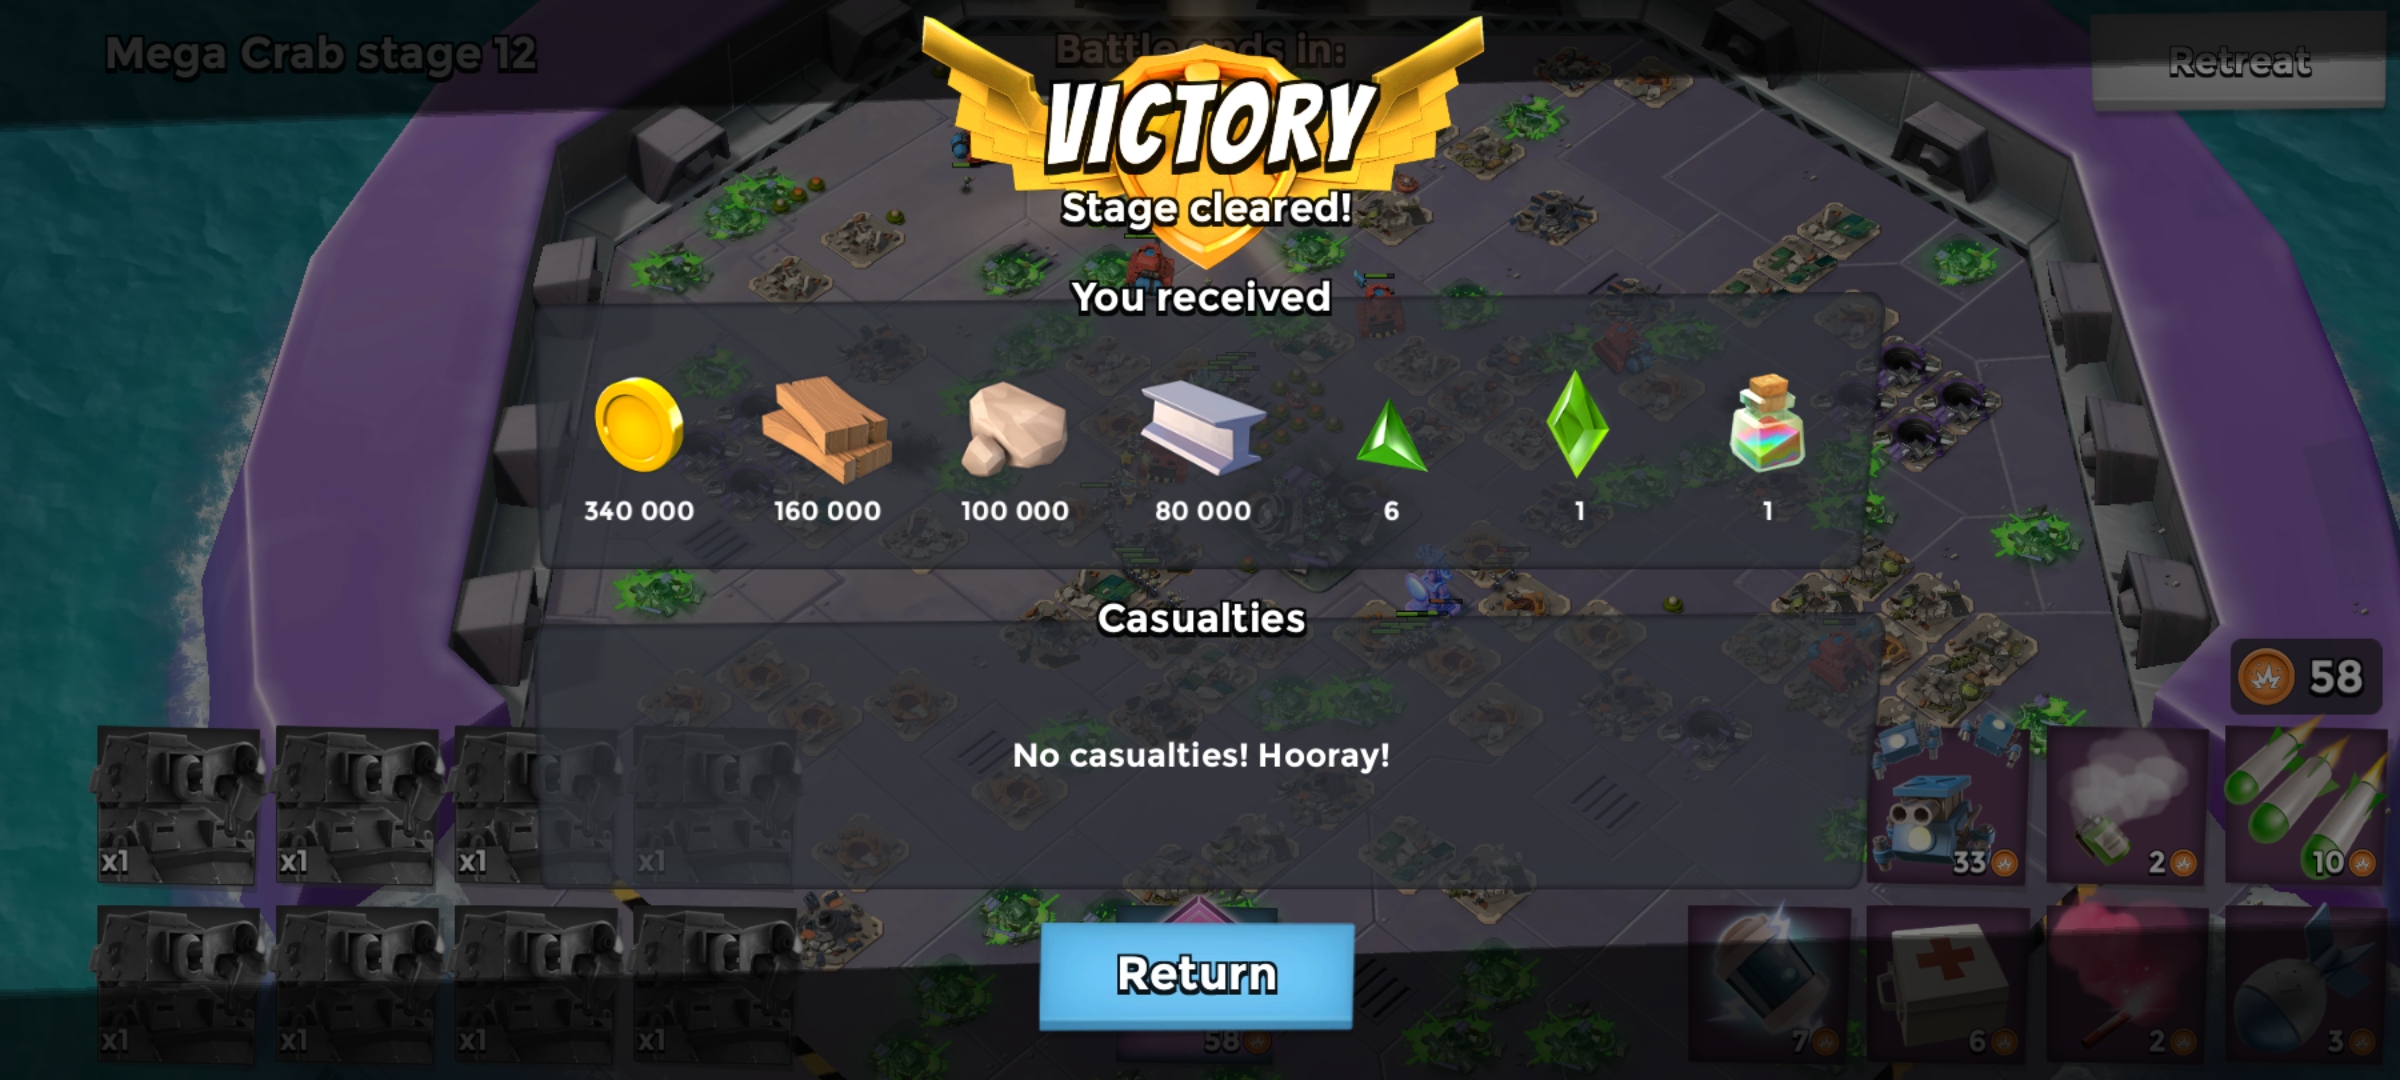 Mega Crab stage 12
Battle ends in:
Retreat
VICTORY
Stage cleared!
You received
340 000
160 000
100 000
80 000
6
1
1
Casualties
No casualties! Hooray!
58
x1
x1
x1
x1
33
2
10
x1
x1
x1
x1
Return
58
7
6
2
3